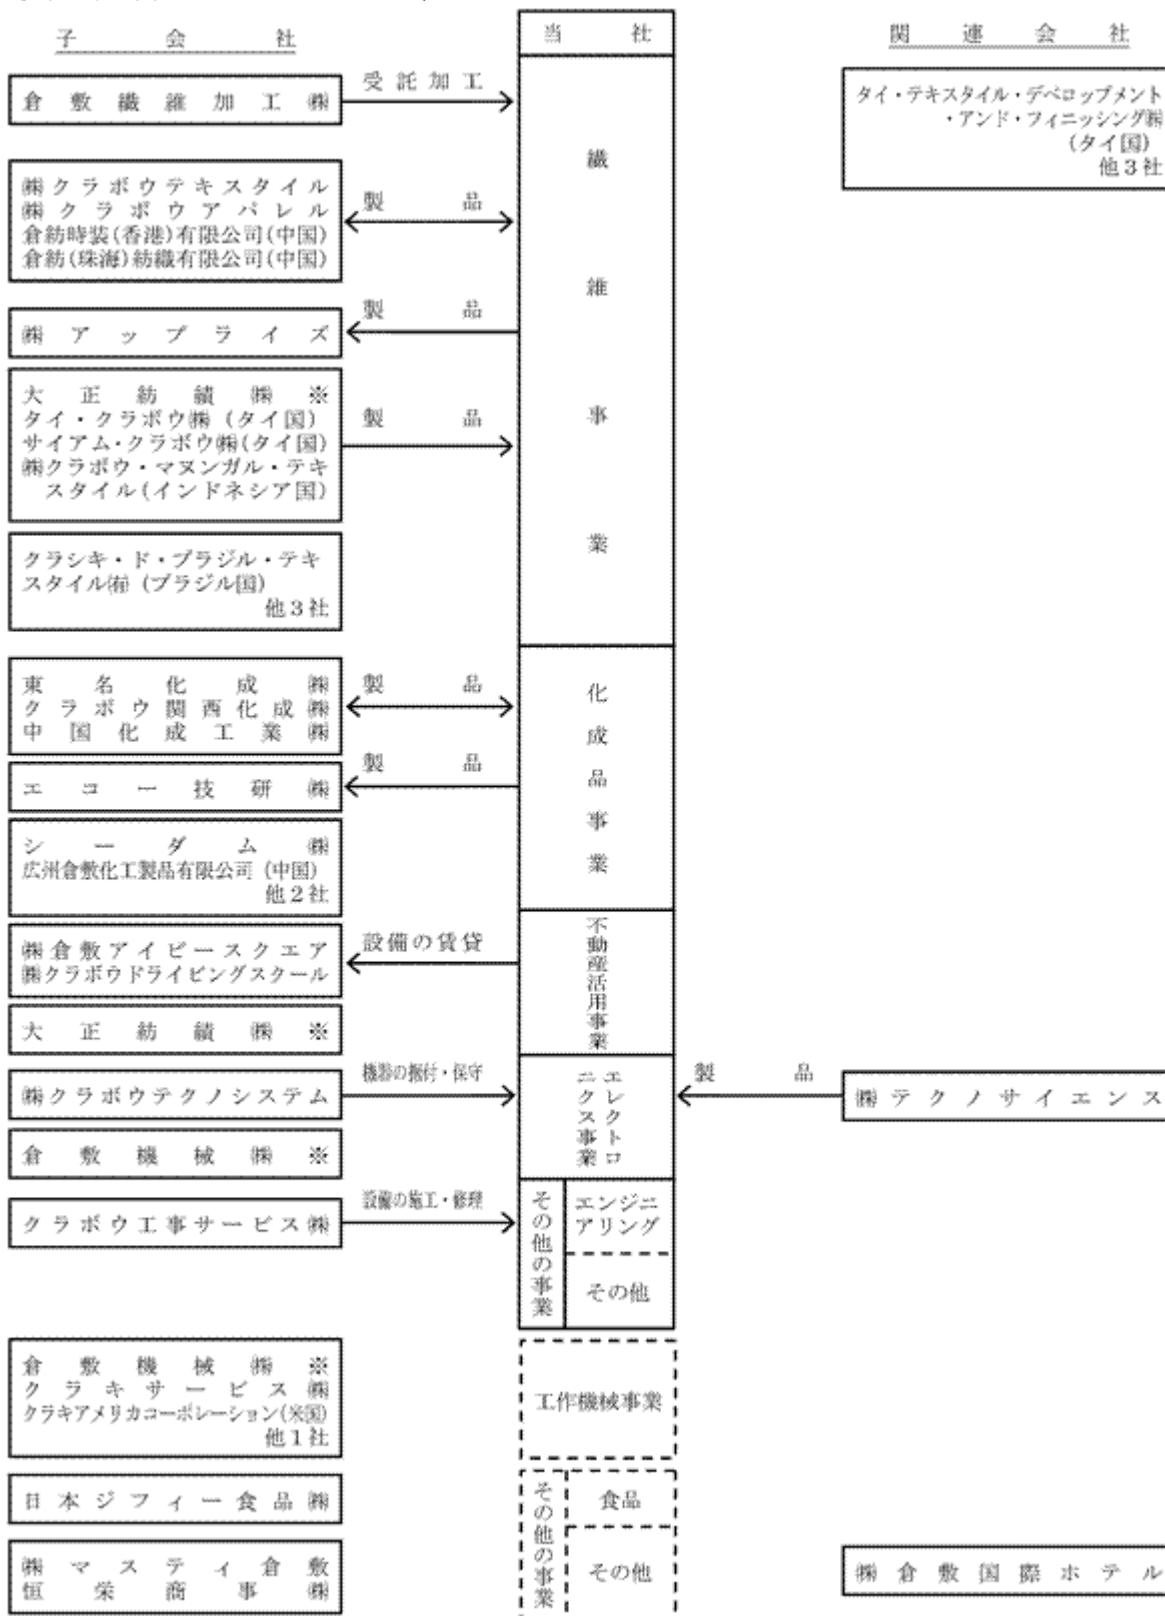 子会社
倉敷繊維加工㈱
㈱クラボウテキスタイル
㈱クラボウアパレル
倉紡時装(香港)有限公司(中国)
倉紡(珠海)紡織有限公司(中国)
㈱アップライズ
大正紡績㈱※
タイ・クラボウ㈱(タイ国)
サイアム・クラボウ㈱(タイ国)
㈱クラボウ・マヌンガル・テキ
スタイル(インドネシア国)
クラシキ・ド・ブラジル・テキ
スタイル㈲(ブラジル国)
他3社
東名化成㈱
クラボウ関西化成㈱
中国化成工業㈱
エコー技研㈱
シーダム㈱
広州倉敷化工製品有限公司(中国)
他2社
㈱倉敷アイビースクエア
㈱クラボウドライビングスクール
大正紡績㈱※
㈱クラボウテクノシステム
倉敷機械㈱※
クラボウ工事サービス㈱
倉敷機械㈱※
クラキサービス㈱
クラキアメリカコーポレーション(米国)
他1社
日本ジフィー食品㈱
㈱マスティ倉敷
恒栄商事㈱
受託加工
製品
製品
製品
製品
製品
設備の賃貸
機器の据付・保守
設備の施工・修理
当社
繊維事業
化成品事業
不動産活用事業
エレクトロ
ニクス事業
その他の事業
エンジニ
アリング
その他
工作機械事業
その他の事業
食品
その他
製品
関連会社
タイ・テキスタイル・デベロップメント
・アンド・フィニッシング㈱
(タイ国)
他3社
㈱テクノサイエンス
㈱倉敷国際ホテル